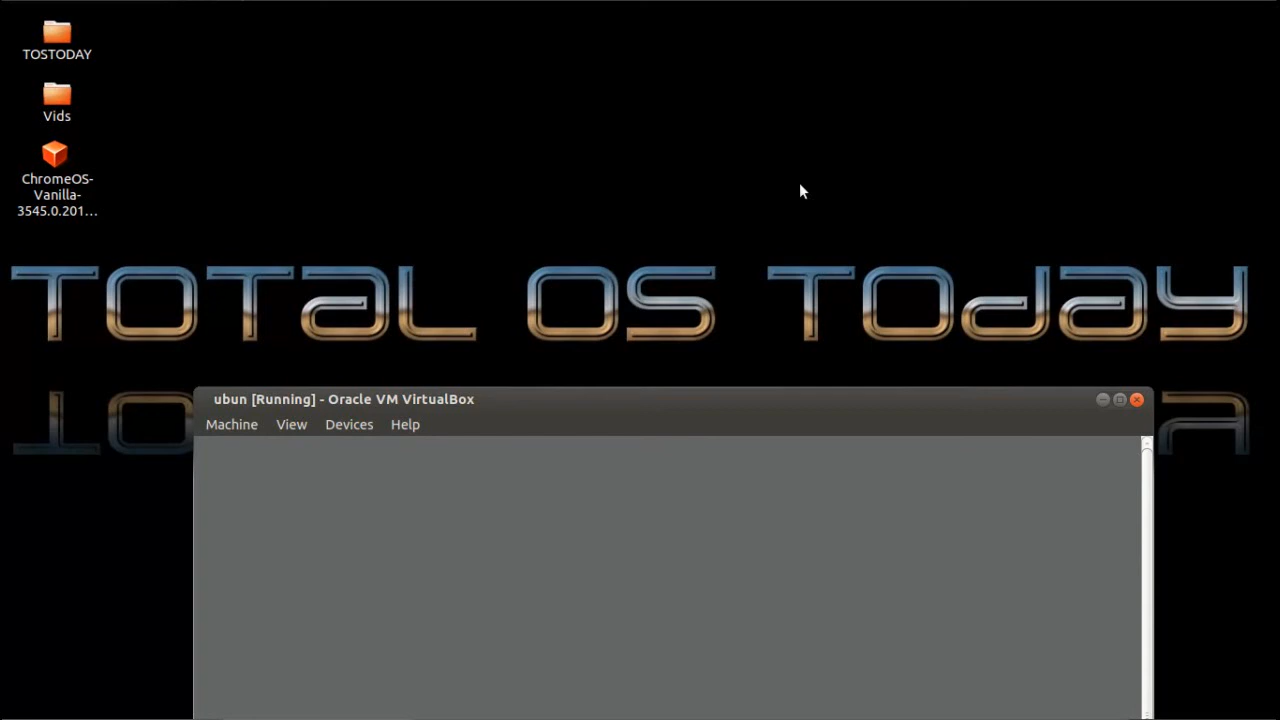 TOSTODAY
Vids
ChromeOS-
Vanilla-
3545.0.201...
TOTaL OS TOday
ubun [Running] - Oracle VM VirtualBox
Machine View Devices Help